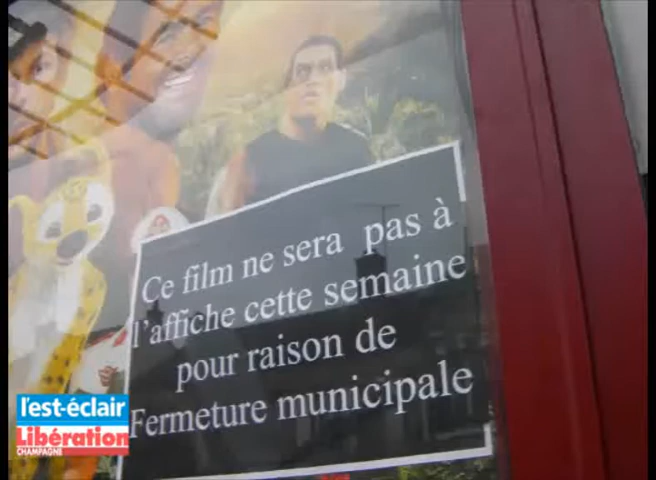 Ce film ne sera pas à
l'affiche cette semaine
pour raison de
Fermeture municipale
l'est-éclair
Libération
CHAMPAGNE